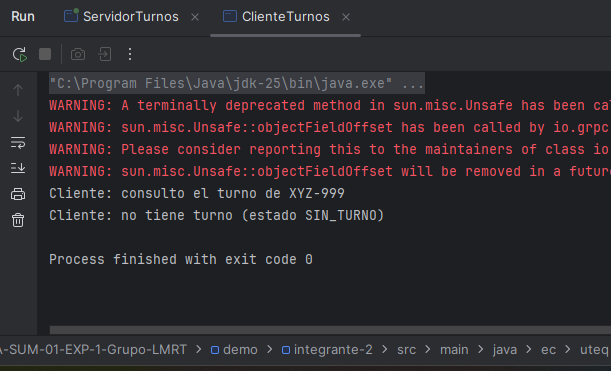 Run ServidorTurnos ClienteTurnos
"C:\Program Files\Java\jdk-25\bin\java.exe" ...
WARNING: A terminally deprecated method in sun.misc.Unsafe has been cal
WARNING: sun.misc.Unsafe::objectFieldOffset has been called by io.grpc
WARNING: Please consider reporting this to the maintainers of class io
WARNING: sun.misc.Unsafe::objectFieldOffset will be removed in a future
Cliente: consulto el turno de XYZ-999
Cliente: no tiene turno (estado SIN_TURNO)
Process finished with exit code 0
A-SUM-01-EXP-1-Grupo-LMRT > demo > integrante-2 > src > main > java > ec > uteq